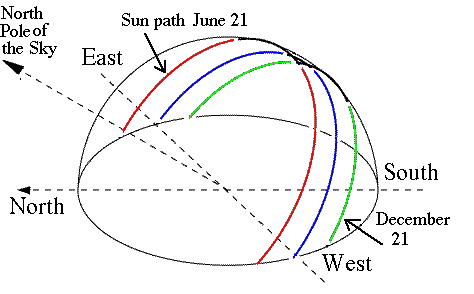 North
Pole of
the Sky
Sun path June 21
East
South
North
December
21
West